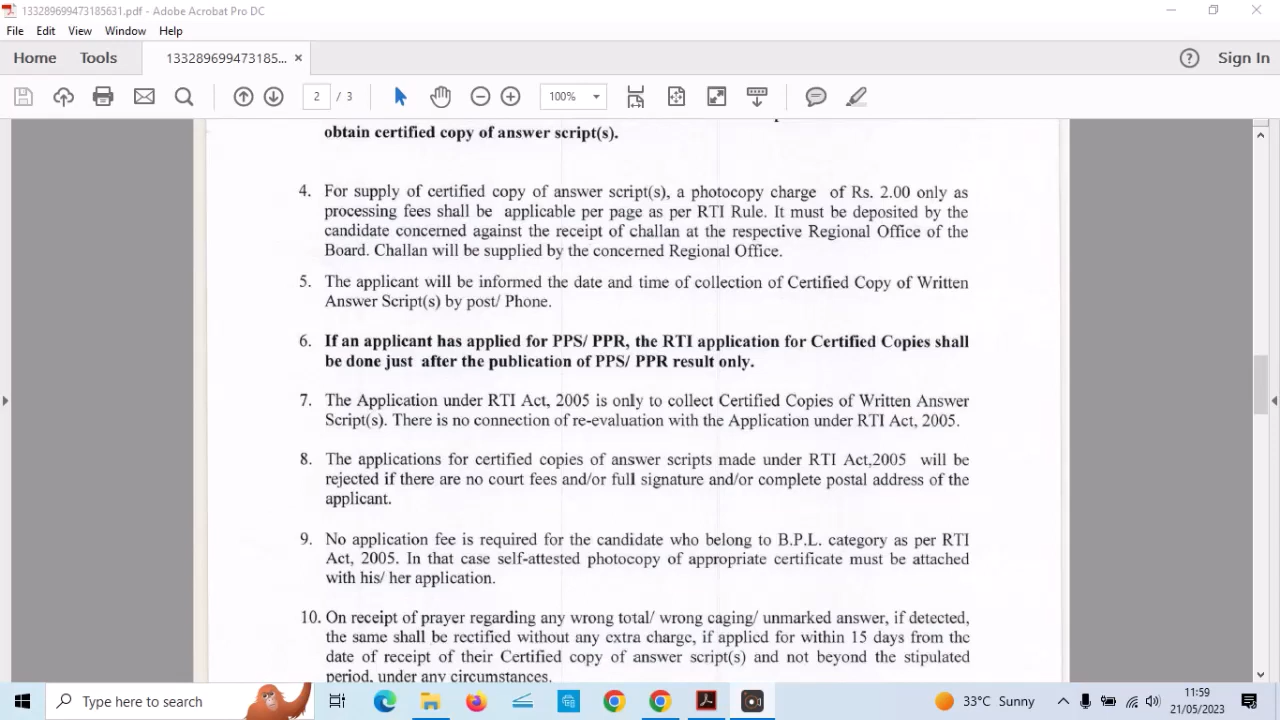 133289699473185631.pdf - Adobe Acrobat Pro DC
File Edit View Window Help
Home Tools 133289699473185... × Sign In
2 / 3 100%
obtain certified copy of answer script(s).
4. For supply of certified copy of answer script(s), a photocopy charge of Rs. 2.00 only as
processing fees shall be applicable per page as per RTI Rule. It must be deposited by the
candidate concerned against the receipt of challan at the respective Regional Office of the
Board. Challan will be supplied by the concerned Regional Office.
5. The applicant will be informed the date and time of collection of Certified Copy of Written
Answer Script(s) by post/ Phone.
6. If an applicant has applied for PPS/ PPR, the RTI application for Certified Copies shall
be done just after the publication of PPS/ PPR result only.
7. The Application under RTI Act, 2005 is only to collect Certified Copies of Written Answer
Script(s). There is no connection of re-evaluation with the Application under RTI Act, 2005.
8. The applications for certified copies of answer scripts made under RTI Act,2005 will be
rejected if there are no court fees and/or full signature and/or complete postal address of the
applicant.
9. No application fee is required for the candidate who belong to B.P.L. category as per RTI
Act, 2005. In that case self-attested photocopy of appropriate certificate must be attached
with his/ her application.
10. On receipt of prayer regarding any wrong total/ wrong caging/ unmarked answer, if detected,
the same shall be rectified without any extra charge, if applied for within 15 days from the
date of receipt of their Certified copy of answer script(s) and not beyond the stipulated
period, under any circumstances.
Type here to search
33°C Sunny
11:59
21/05/2023